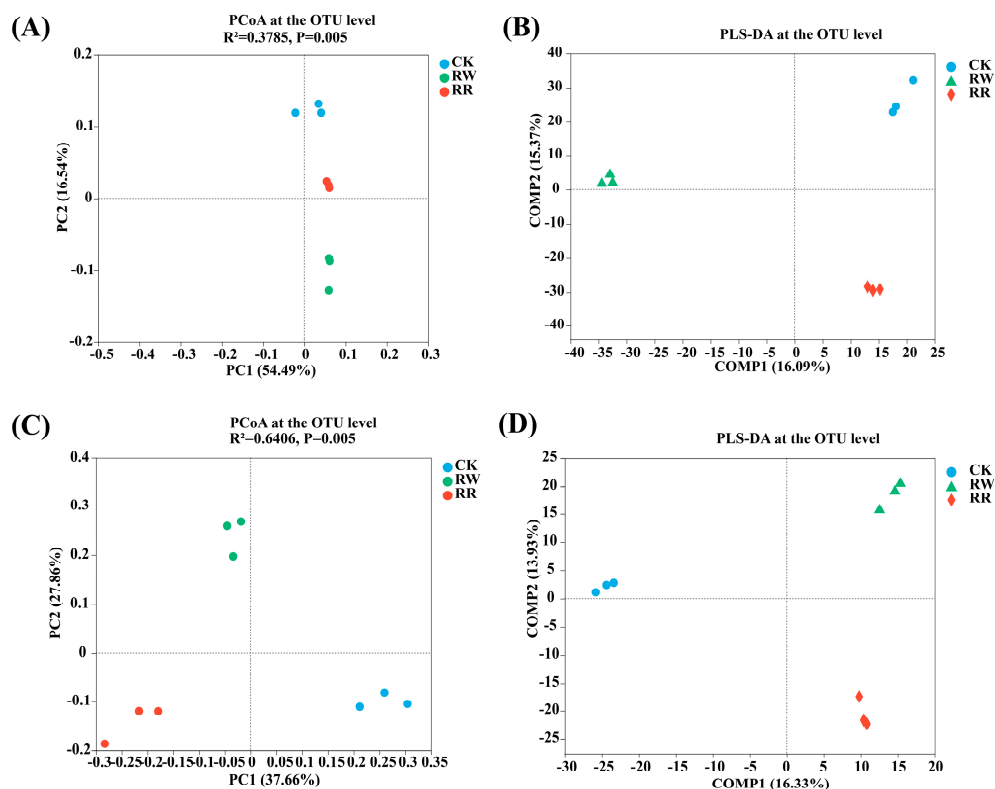 (A)
PCoA at the OTU level
R²=0.3785, P=0.005
CK
RW
RR
0.2
0.1
0
-0.1
-0.2
PC2 (16.54%)
-0.5 -0.4 -0.3 -0.2 -0.1 0 0.1 0.2 0.3
PC1 (54.49%)
(B)
PLS-DA at the OTU level
CK
RW
RR
40
30
20
10
0
-10
-20
-30
-40
COMP2 (15.37%)
-40 -35 -30 -25 -20 -15 -10 -5 0 5 10 15 20 25
COMP1 (16.09%)
(C)
PCoA at the OTU level
R²–0.6406, P–0.005
CK
RW
RR
0.4
0.3
0.2
0
-0.1
-0.2
PC2 (27.86%)
-0.3 -0.25 -0.2 -0.15 -0.1 -0.05 0 0.05 0.1 0.15 0.2 0.25 0.3 0.35
PC1 (37.66%)
(D)
PLS-DA at the OTU level
CK
RW
RR
25
20
15
10
5
0
-5
-10
-15
-20
-25
COMP2 (13.93%)
-30 -25 -20 -15 -10 -5 0 5 10 15 20
COMP1 (16.33%)